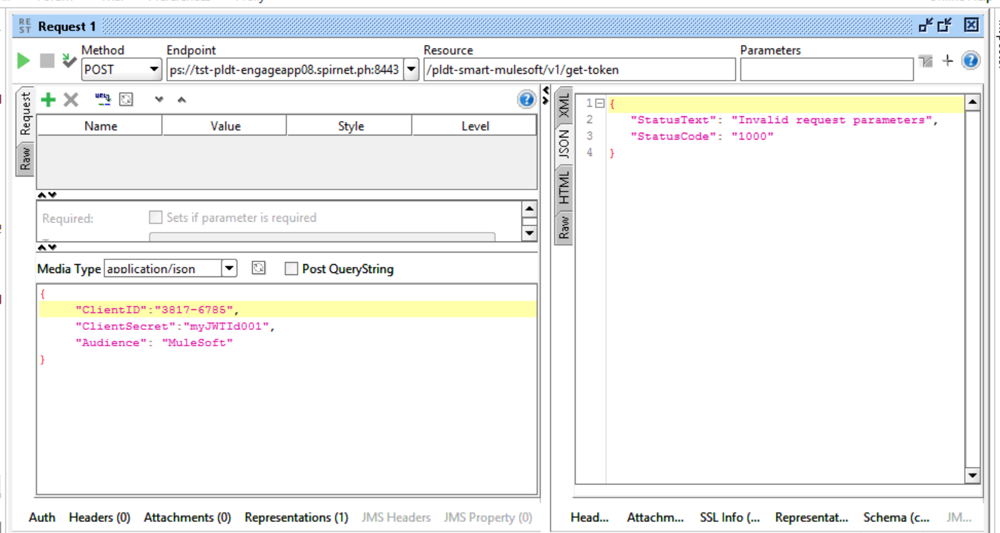 Online Help
RE
ST
Request 1
Method
Endpoint
Resource
Parameters
POST
ps://tst-pldt-engageapp08.spirnet.ph:8443
/pldt-smart-mulesoft/v1/get-token
Request
Raw
Name Value Style Level
Required: Sets if parameter is required
Media Type application/json Post QueryString
{
"ClientID":"3817-6785",
"ClientSecret":"myJWTId001",
"Audience": "MuleSoft"
}
Auth Headers (0) Attachments (0) Representations (1) JMS Headers JMS Property (0)
XML
JSON
HTML
Raw
1 {
2 "StatusText": "Invalid request parameters",
3 "StatusCode": "1000"
4 }
Head... Attachm... SSL Info (... Representat... Schema (c... JM...